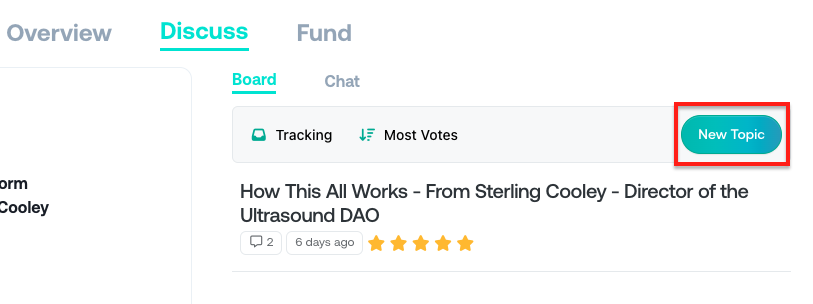 Overview Discuss Fund
Board Chat
Tracking Most Votes New Topic
orm
Cooley
How This All Works - From Sterling Cooley - Director of the
Ultrasound DAO
2 6 days ago